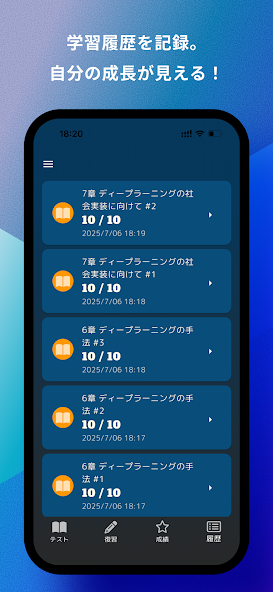 学習履歴を記録。
自分の成長が見える！
18:20
7章 ディープラーニングの社
会実装に向けて #2
10 / 10
2025/7/06 18:19
7章 ディープラーニングの社
会実装に向けて #1
10 / 10
2025/7/06 18:18
6章 ディープラーニングの手
法 #3
10 / 10
2025/7/06 18:18
6章 ディープラーニングの手
法 #2
10 / 10
2025/7/06 18:17
6章 ディープラーニングの手
法 #1
10 / 10
2025/7/06 18:17
テスト 復習 成績 履歴